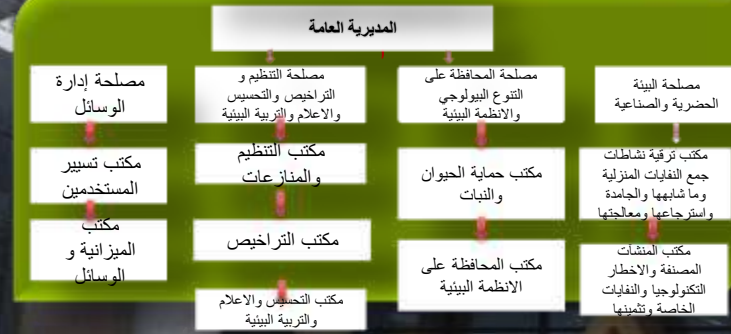 المديرية العامة
مصلحة البيئة
الحضرية والصناعية
مكتب ترقية نشاطات
جمع النفايات المنزلية
وما شابهها والجامدة
واسترجاعها ومعالجتها
مكتب المنشآت
المصنفة والاخطار
التكنولوجيا والنفايات
الخاصة وتثمينها
مصلحة المحافظة على
التنوع البيولوجي
والانظمة البيئية
مكتب حماية الحيوان
والنبات
مكتب المحافظة على
الانظمة البيئية
مصلحة التنظيم و
التراخيص والتحسيس
والاعلام والتربية البيئية
مكتب التنظيم
والمنازعات
مكتب التراخيص
مكتب التحسيس والاعلام
والتربية البيئية
مصلحة إدارة
الوسائل
مكتب تسيير
المستخدمين
مكتب
الميزانية و
الوسائل